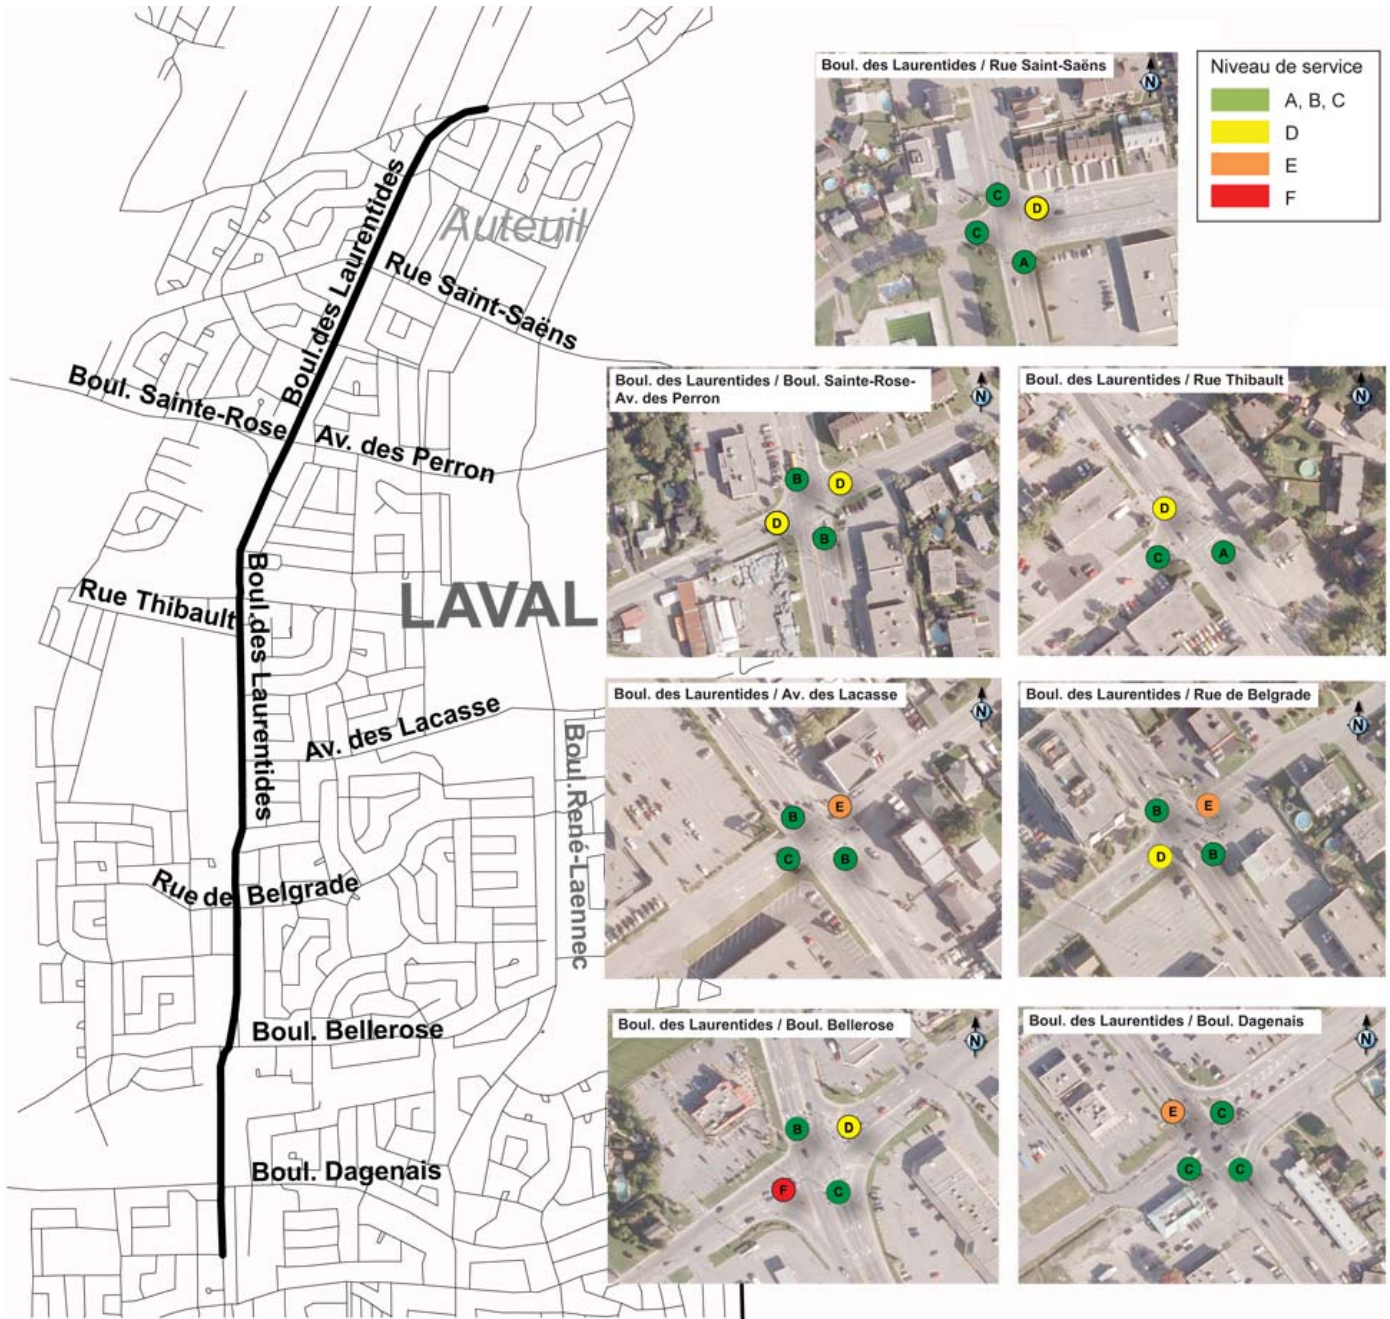 Boul. des Laurentides / Rue Saint-Saëns
N
C
D
C
A
Niveau de service
A, B, C
D
E
F
Boul.des Laurentides
Auteuil
Rue Saint-Saëns
Boul. Sainte-Rose
Av. des Perron
Boul. des Laurentides / Boul. Sainte-Rose-
Av. des Perron
N
B
D
D
B
Boul. des Laurentides / Rue Thibault
N
D
C
A
Rue Thibault
Boul.des Laurentides
LAVAL
Av. des Lacasse
Boul.René-Laennec
Boul. des Laurentides / Av. des Lacasse
N
B
E
C
B
Boul. des Laurentides / Rue de Belgrade
N
B
E
D
B
Rue de Belgrade
Boul. Bellerose
Boul. Dagenais
Boul. des Laurentides / Boul. Bellerose
N
B
D
F
C
Boul. des Laurentides / Boul. Dagenais
N
E
C
C
C